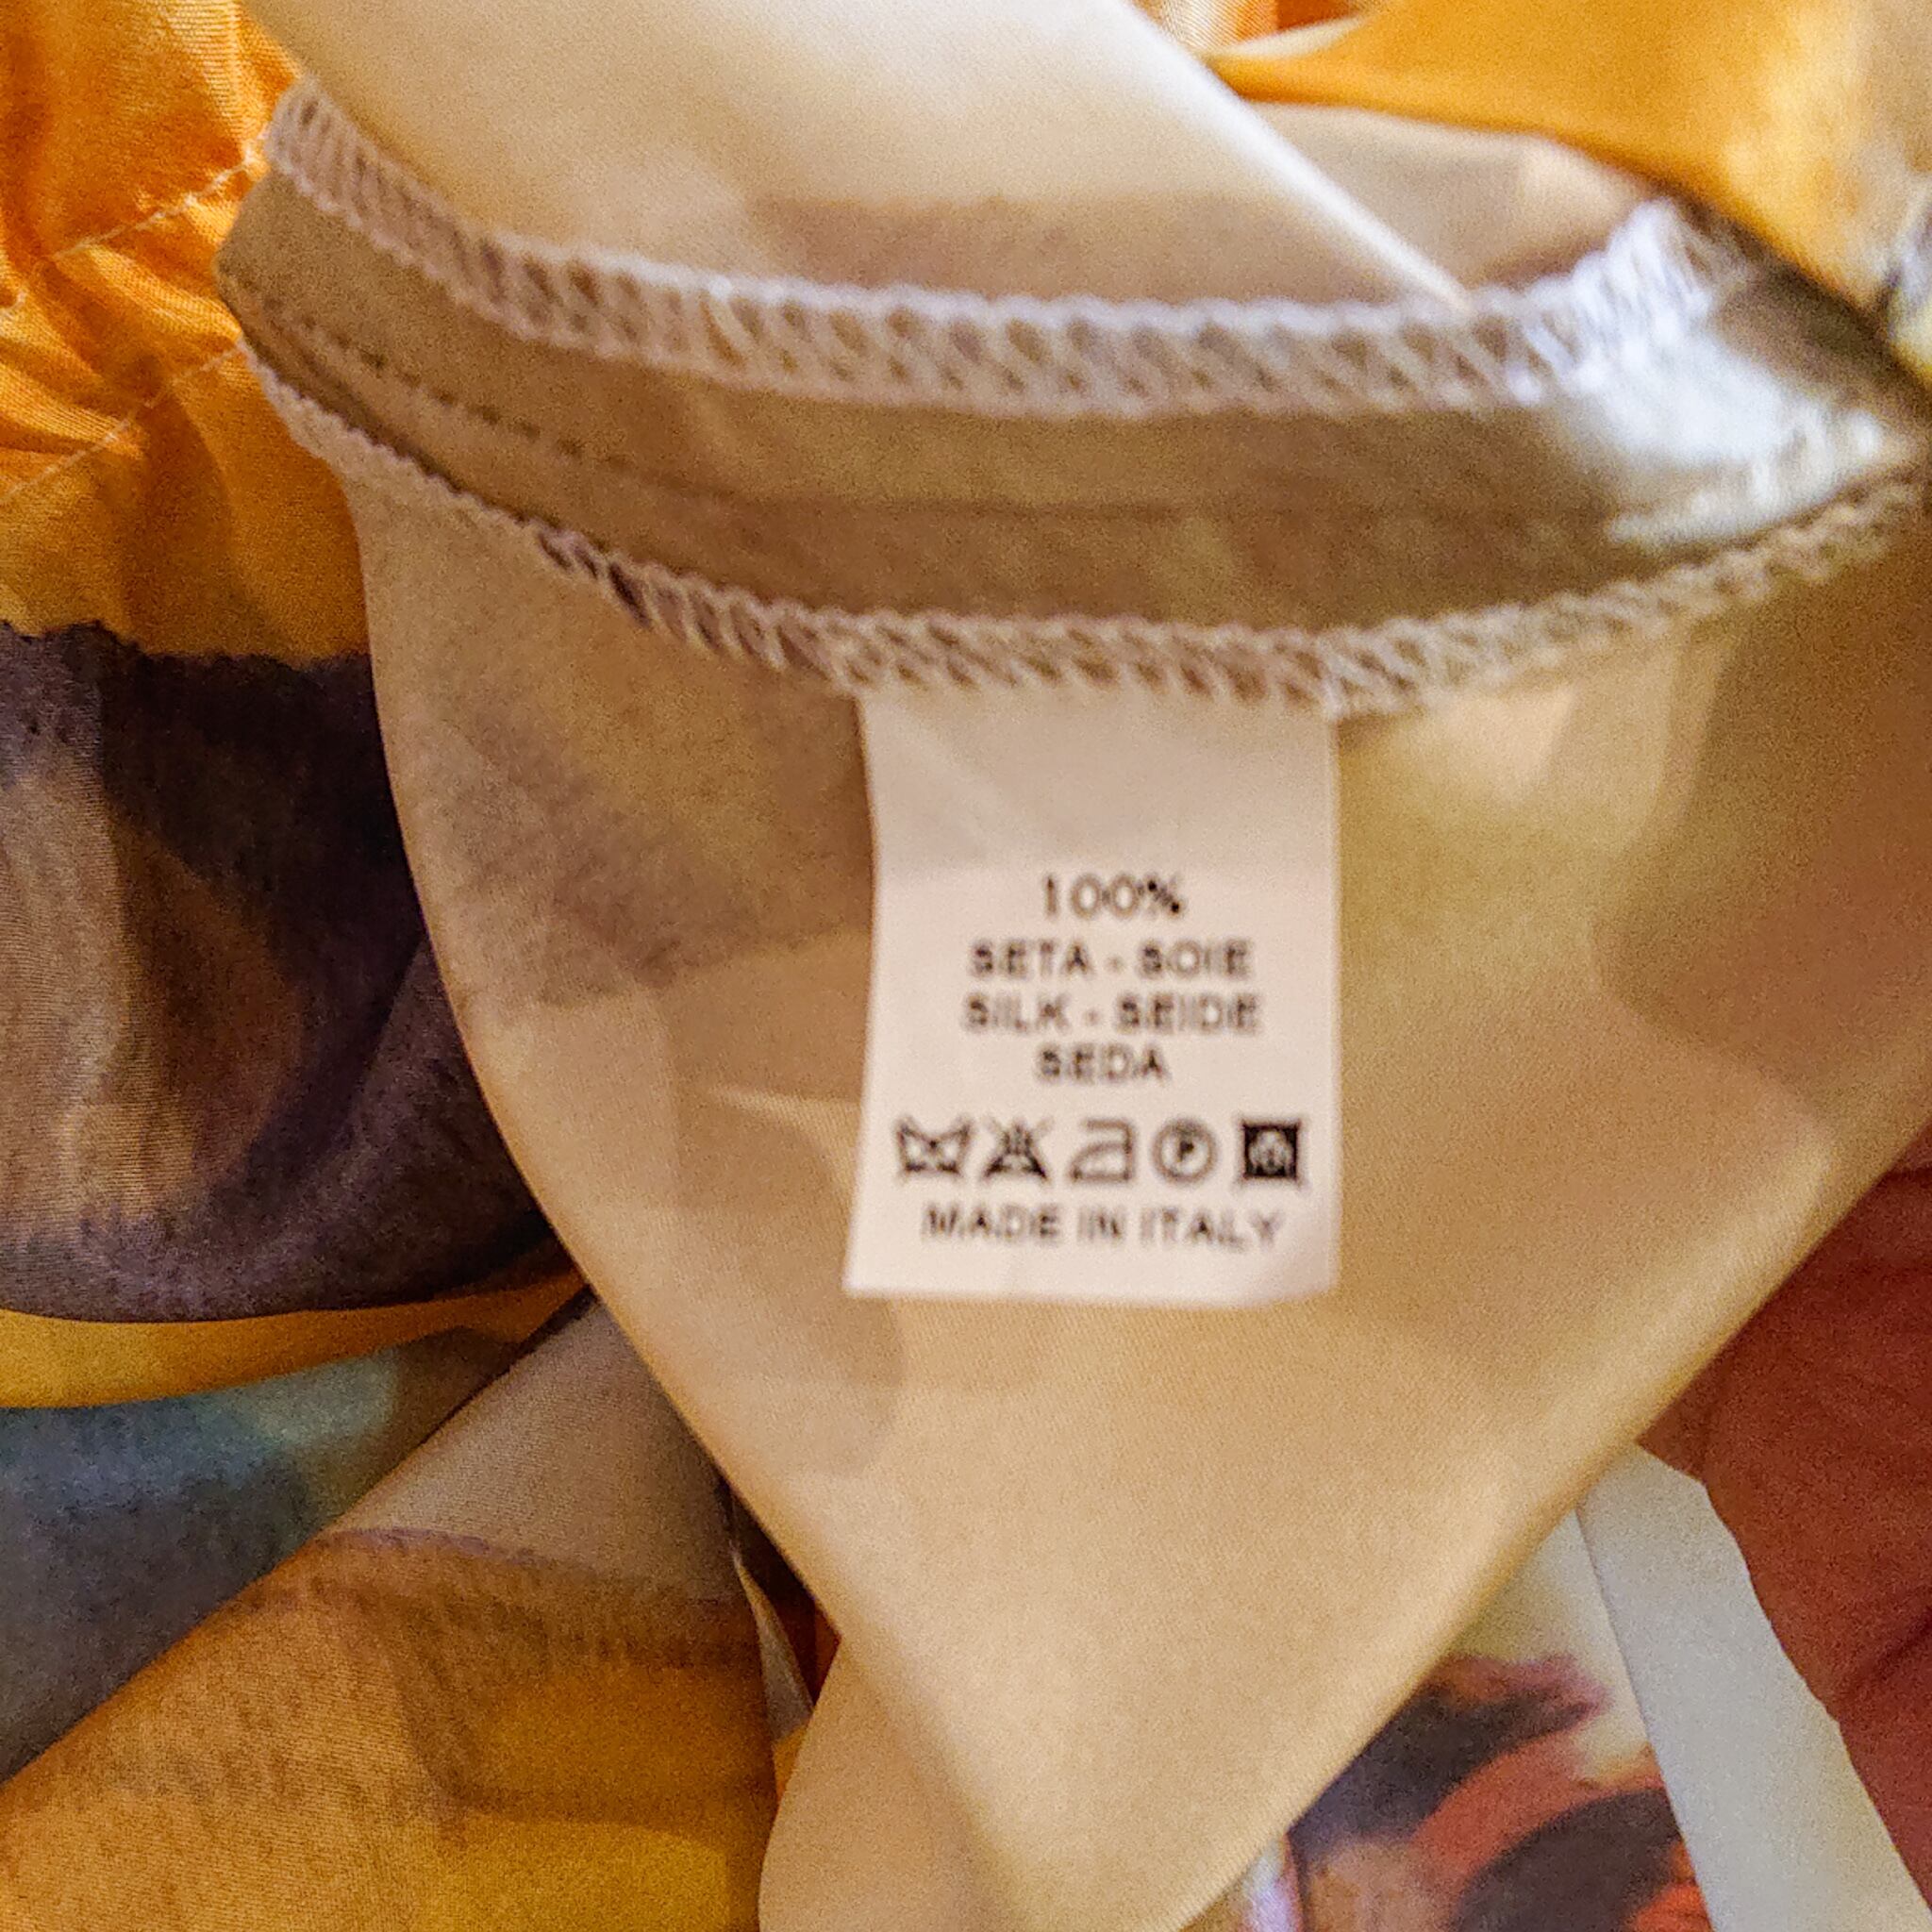 100%
SETA - SOIE
SILK - SEIDE
SEDA
MADE IN ITALY